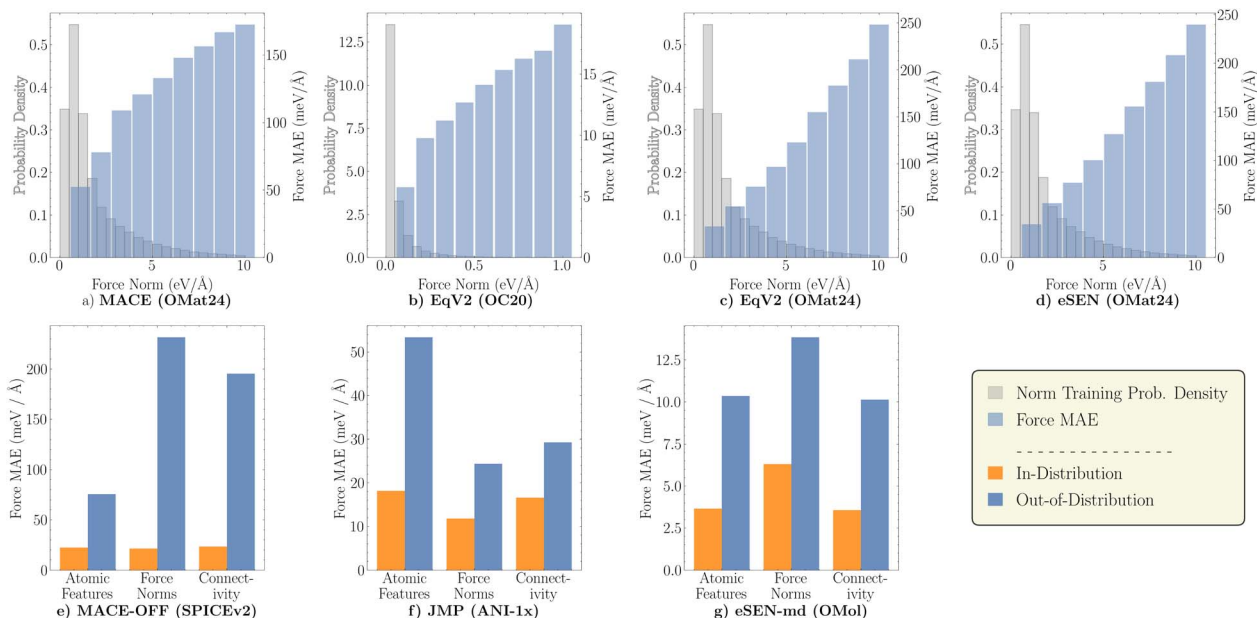 0.5
0.4
0.3
0.2
0.1
0.0
Probability Density
150
100
50
0
Force MAE (meV/Å)
0
5
10
Force Norm (eV/Å)
a) MACE (OMat24)
12.5
10.0
7.5
5.0
2.5
0.0
Probability Density
15
10
5
0
Force MAE (meV/Å)
0.0
0.5
1.0
Force Norm (eV/Å)
b) EqV2 (OC20)
0.5
0.4
0.3
0.2
0.1
0.0
Probability Density
250
200
150
100
50
0
Force MAE (meV/Å)
0
5
10
Force Norm (eV/Å)
c) EqV2 (OMat24)
0.5
0.4
0.3
0.2
0.1
0.0
Probability Density
250
200
150
100
50
0
Force MAE (meV/Å)
0
5
10
Force Norm (eV/Å)
d) eSEN (OMat24)
200
150
100
50
0
Force MAE (meV / Å)
Atomic
Features
Force
Norms
Connect-
ivity
e) MACE-OFF (SPICEv2)
50
40
30
20
10
0
Force MAE (meV / Å)
Atomic
Features
Force
Norms
Connect-
ivity
f) JMP (ANI-1x)
12.5
10.0
7.5
5.0
2.5
0.0
Force MAE (meV / Å)
Atomic
Features
Force
Norms
Connect-
ivity
g) eSEN-md (OMol)
Norm Training Prob. Density
Force MAE
- - - - - - - - - - - - - - -
In-Distribution
Out-of-Distribution